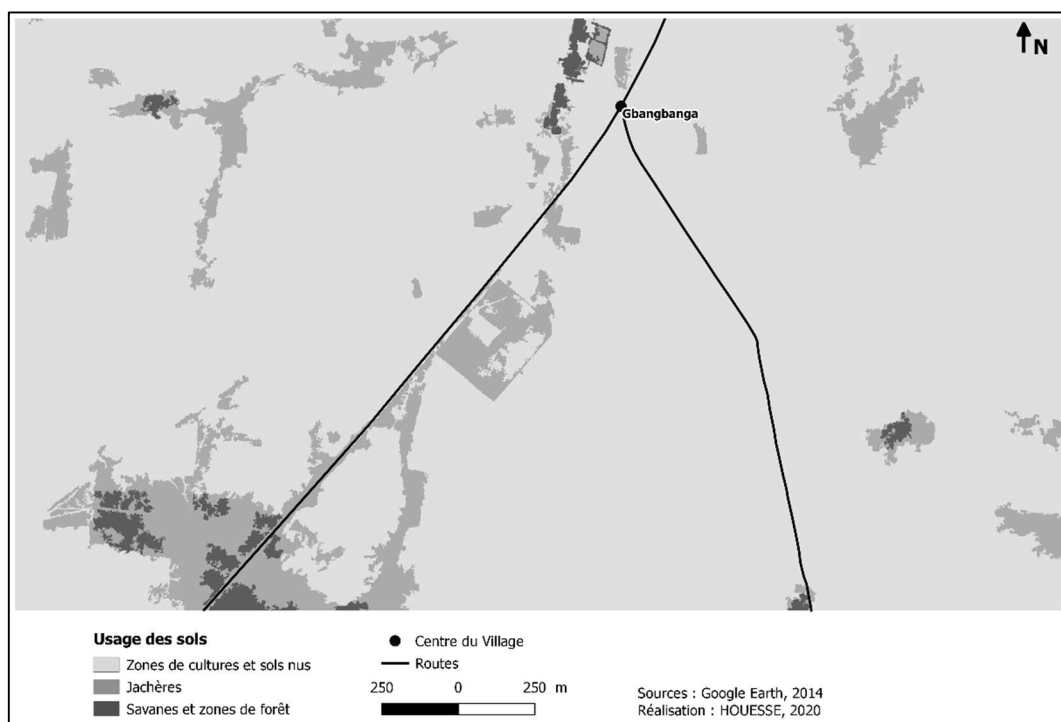 N
Gbangbanga
Usage des sols
Zones de cultures et sols nus
Jachères
Savanes et zones de forêt
Centre du Village
Routes
250 0 250 m
Sources : Google Earth, 2014
Réalisation : HOUESSE, 2020